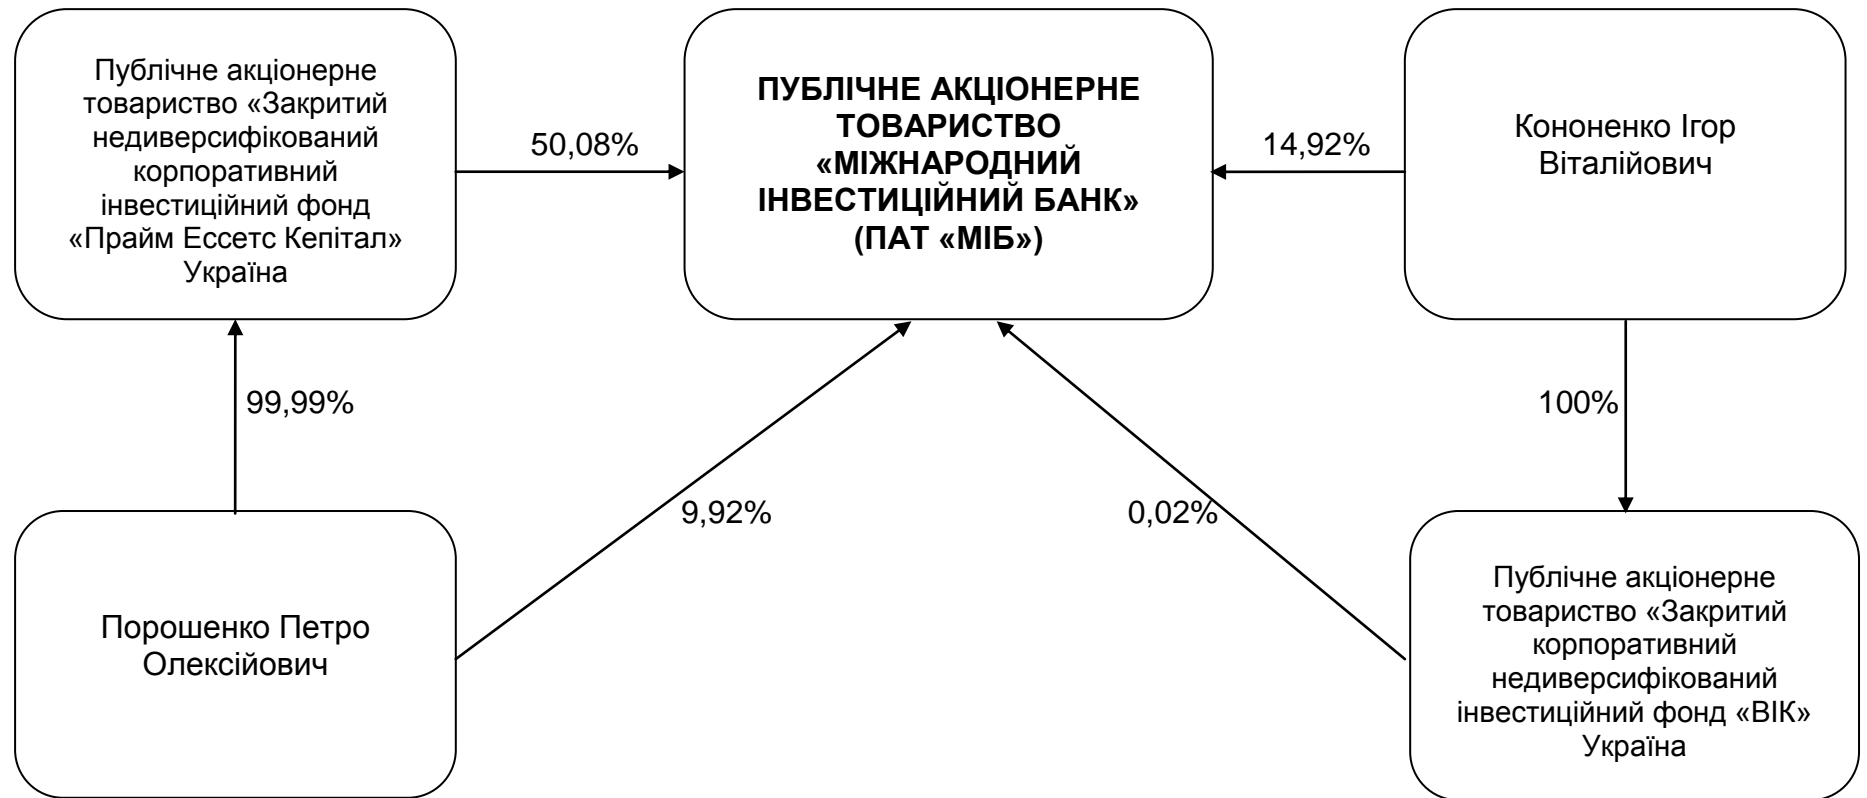 Публічне акціонерне
товариство «Закритий
недиверсифікований
корпоративний
інвестиційний фонд
«Прайм Ессетс Кепітал»
Україна
50,08%
ПУБЛІЧНЕ АКЦІОНЕРНЕ
ТОВАРИСТВО
«МІЖНАРОДНИЙ
ІНВЕСТИЦІЙНИЙ БАНК»
(ПАТ «МІБ»)
14,92%
Кононенко Ігор
Віталійович
99,99%
100%
9,92%
0,02%
Порошенко Петро
Олексійович
Публічне акціонерне
товариство «Закритий
корпоративний
недиверсифікований
інвестиційний фонд «ВІК»
Україна